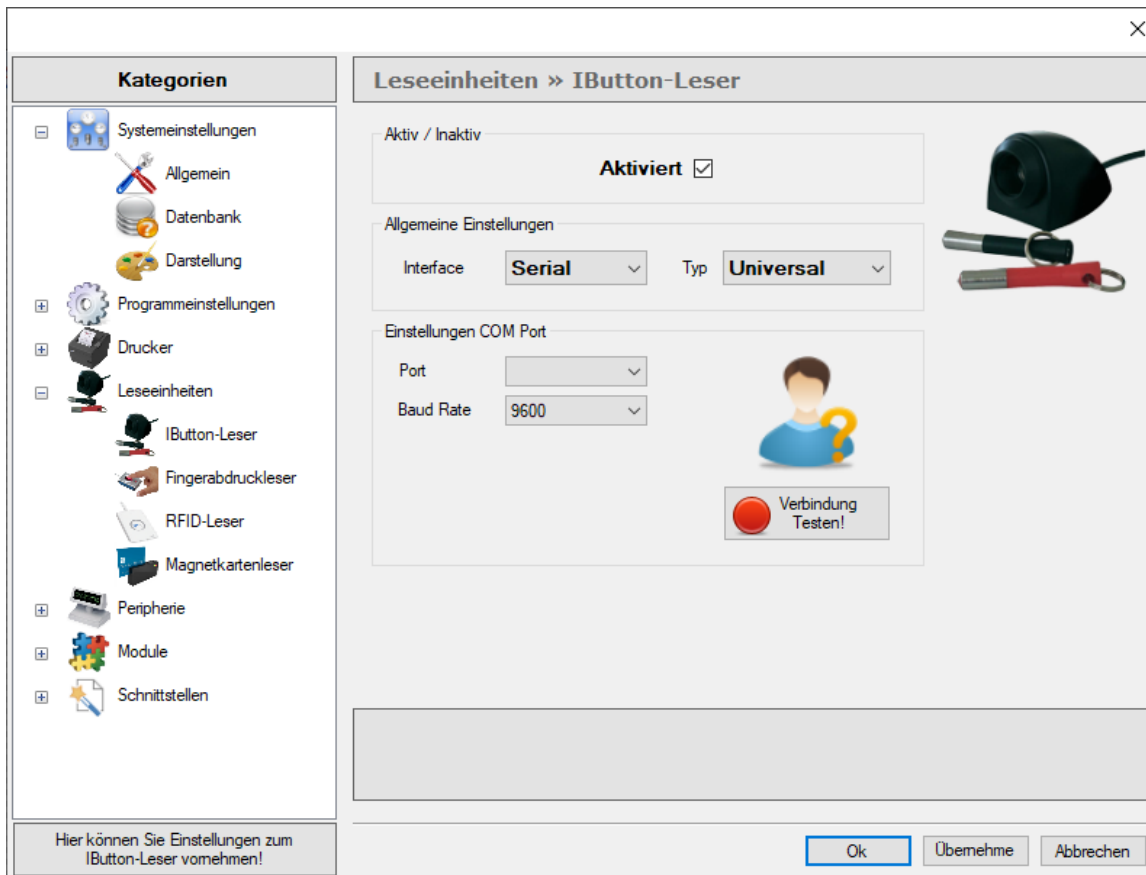 Kategorien
Systemeinstellungen
Allgemein
Datenbank
Darstellung
Programmeinstellungen
Drucker
Leseeinheiten
IButton-Leser
Fingerabdruckleser
RFID-Leser
Magnetkartenleser
Peripherie
Module
Schnittstellen
Hier können Sie Einstellungen zum
IButton-Leser vornehmen!
Leseeinheiten » IButton-Leser
Aktiv / Inaktiv
Aktiviert
Allgemeine Einstellungen
Interface Serial Typ Universal
Einstellungen COM Port
Port
Baud Rate 9600
Verbindung
Testen!
Ok Übernehme Abbrechen